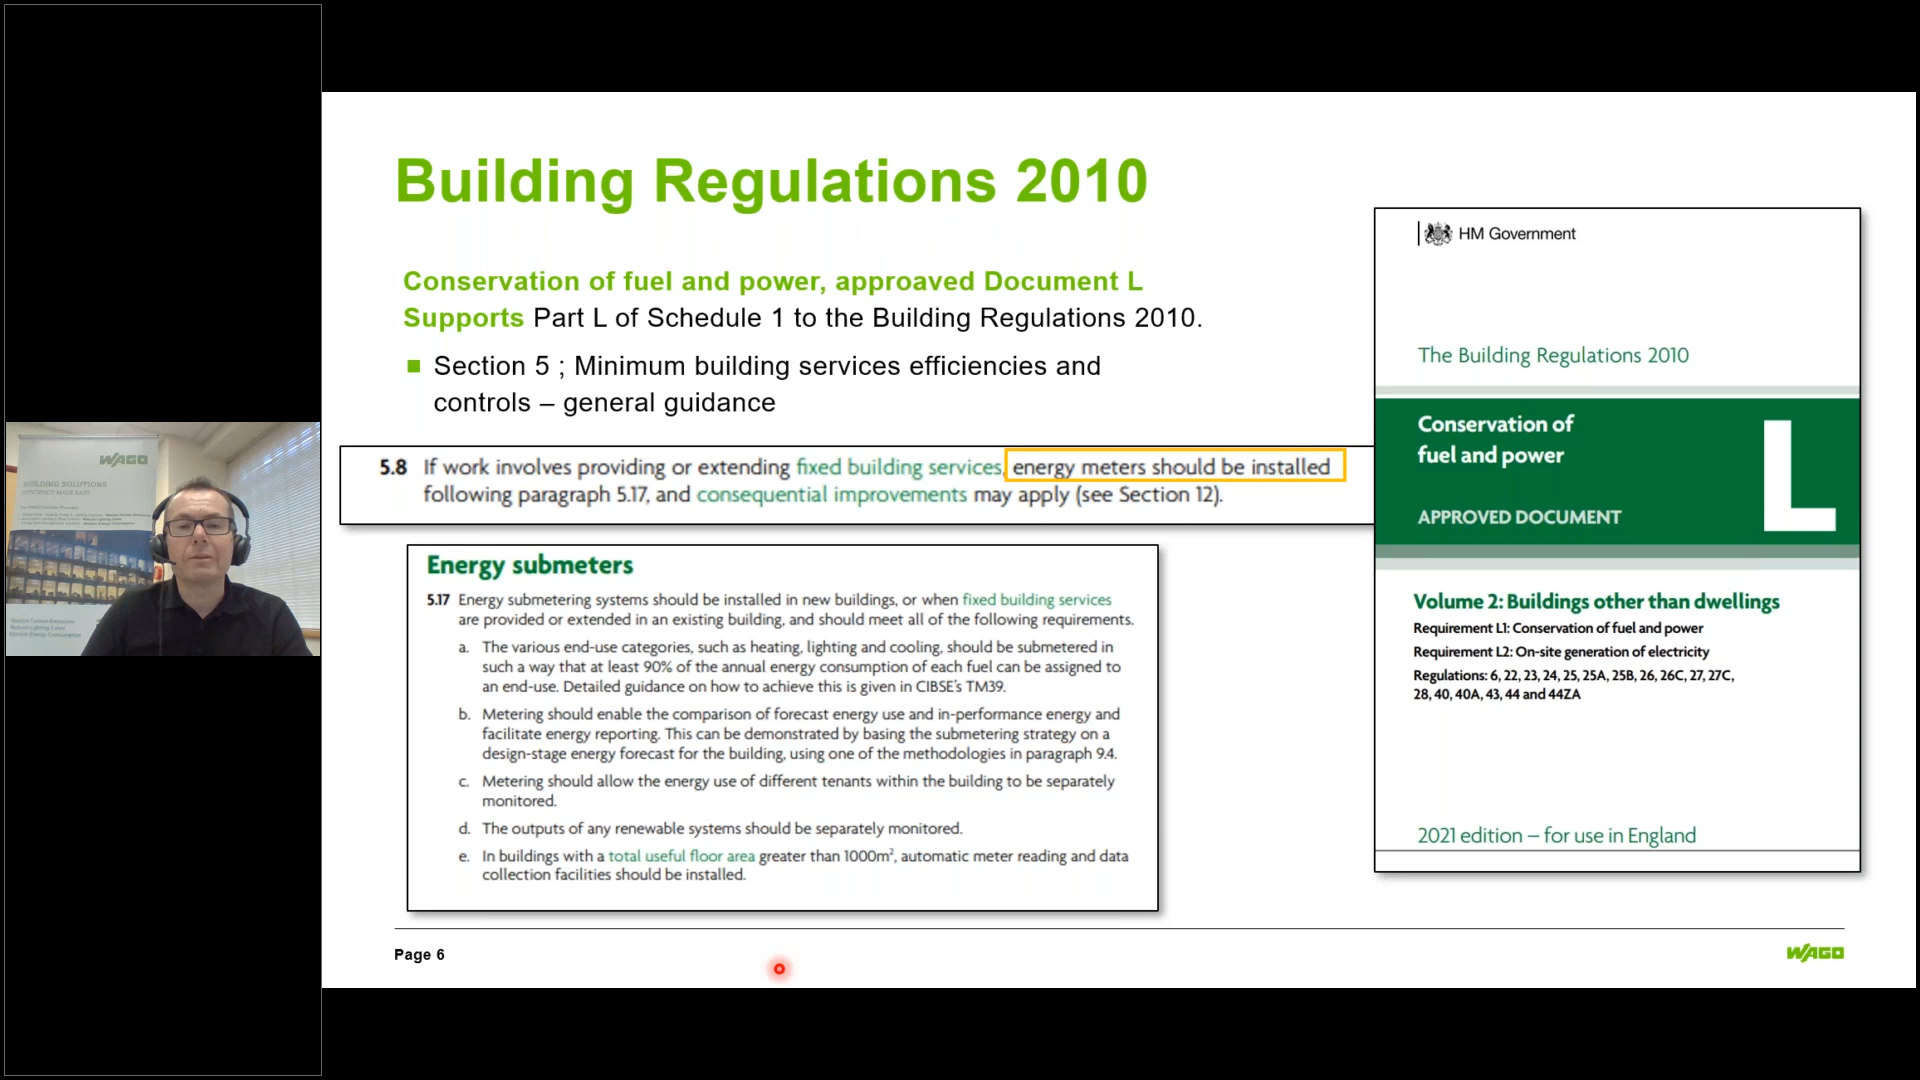 Building Regulations 2010
Conservation of fuel and power, approaved Document L
Supports Part L of Schedule 1 to the Building Regulations 2010.
Section 5 ; Minimum building services efficiencies and
controls – general guidance
5.8 If work involves providing or extending fixed building services, energy meters should be installed
following paragraph 5.17, and consequential improvements may apply (see Section 12).
Energy submeters
5.17 Energy submetering systems should be installed in new buildings, or when fixed building services
are provided or extended in an existing building, and should meet all of the following requirements.
a. The various end-use categories, such as heating, lighting and cooling, should be submetered in
such a way that at least 90% of the annual energy consumption of each fuel can be assigned to
an end-use. Detailed guidance on how to achieve this is given in CIBSE's TM39.
b. Metering should enable the comparison of forecast energy use and in-performance energy and
facilitate energy reporting. This can be demonstrated by basing the submetering strategy on a
design-stage energy forecast for the building, using one of the methodologies in paragraph 9.4.
c. Metering should allow the energy use of different tenants within the building to be separately
monitored.
d. The outputs of any renewable systems should be separately monitored.
e. In buildings with a total useful floor area greater than 1000m², automatic meter reading and data
collection facilities should be installed.
HM Government
The Building Regulations 2010
Conservation of
fuel and power
APPROVED DOCUMENT
L
Volume 2: Buildings other than dwellings
Requirement L1: Conservation of fuel and power
Requirement L2: On-site generation of electricity
Regulations: 6, 22, 23, 24, 25, 25A, 25B, 26, 26C, 27, 27C,
28, 40, 40A, 43, 44 and 44ZA
2021 edition – for use in England
Page 6
WAGO
WAGO
BUILDING SOLUTIONS
EFFICIENCY MADE EASY